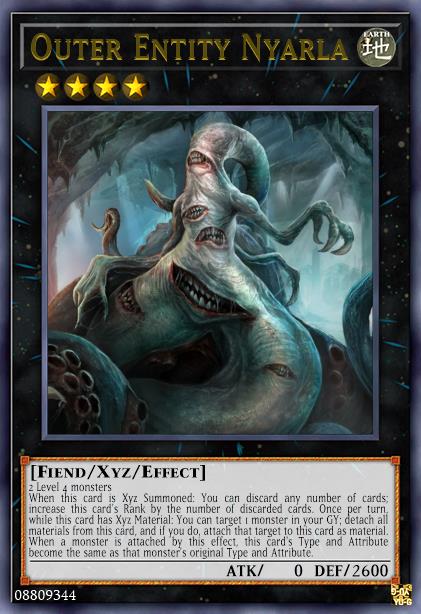 OUTER ENTITY NYARLA
EARTH
地
[FIEND/XYZ/EFFECT]
2 Level 4 monsters
When this card is Xyz Summoned: You can discard any number of cards;
increase this card's Rank by the number of discarded cards. Once per turn,
while this card has Xyz Material: You can target 1 monster in your GY; detach all
materials from this card, and if you do, attach that target to this card as material.
When a monster is attached by this effect, this card's Type and Attribute
become the same as that monster's original Type and Attribute.
ATK/ 0 DEF/2600
08809344